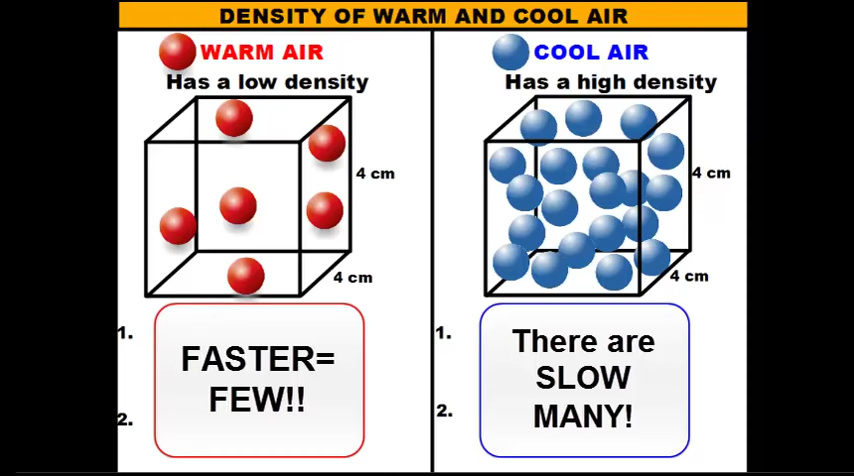 DENSITY OF WARM AND COOL AIR
WARM AIR
Has a low density
4 cm
4 cm
1.
FASTER=
FEW!!
2.
COOL AIR
Has a high density
4 cm
4 cm
1.
There are
SLOW
MANY!
2.